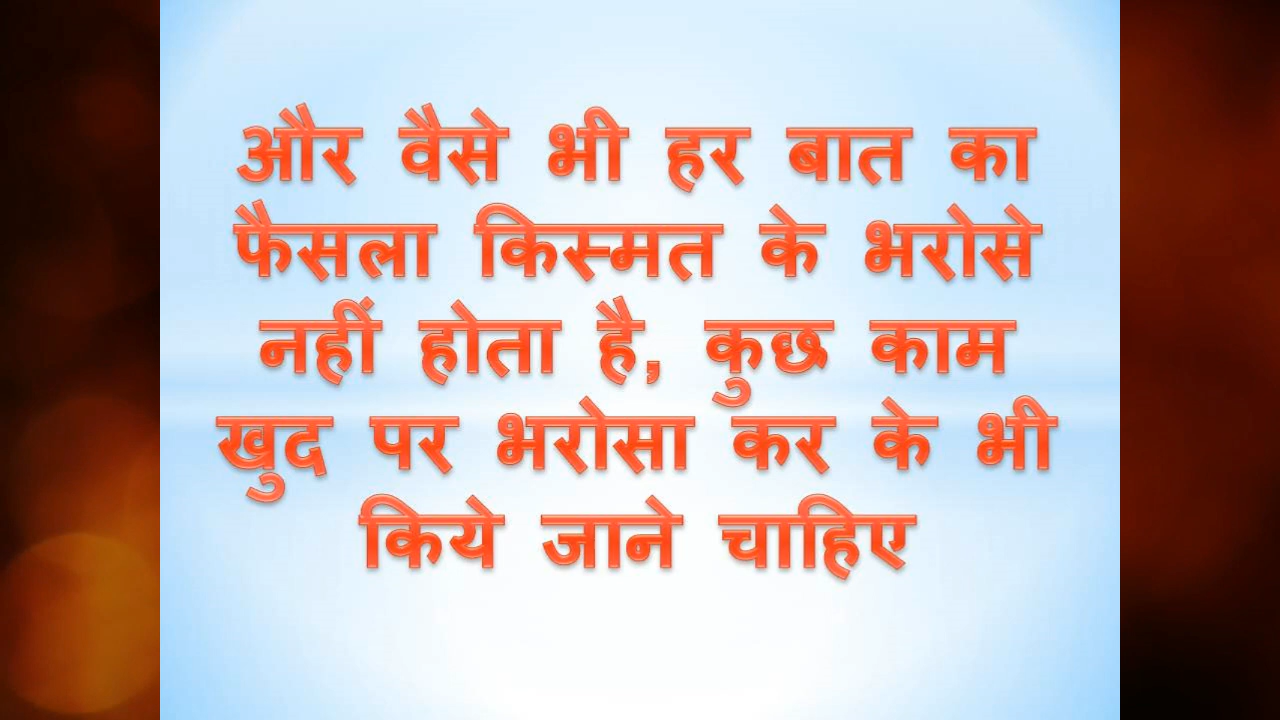 और वैसे भी हर बात का
फैसला किस्मत के भरोसे
नहीं होता है, कुछ काम
खुद पर भरोसा कर के भी
किये जाने चाहिए